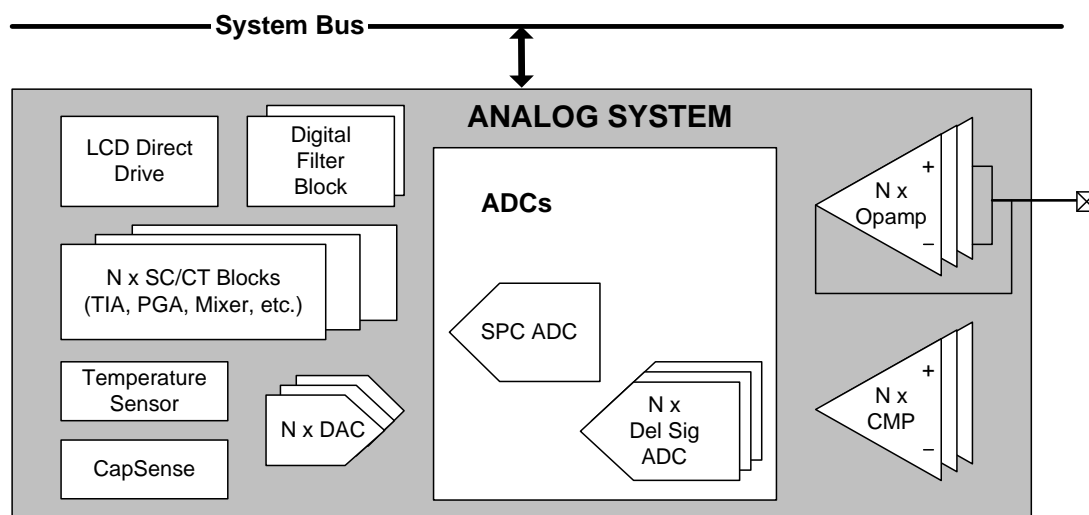 System Bus
ANALOG SYSTEM
LCD Direct
Drive
Digital
Filter
Block
N x SC/CT Blocks
(TIA, PGA, Mixer, etc.)
Temperature
Sensor
CapSense
N x DAC
ADCs
SPC ADC
N x
Del Sig
ADC
+
N x
Opamp
−
+
N x
CMP
−